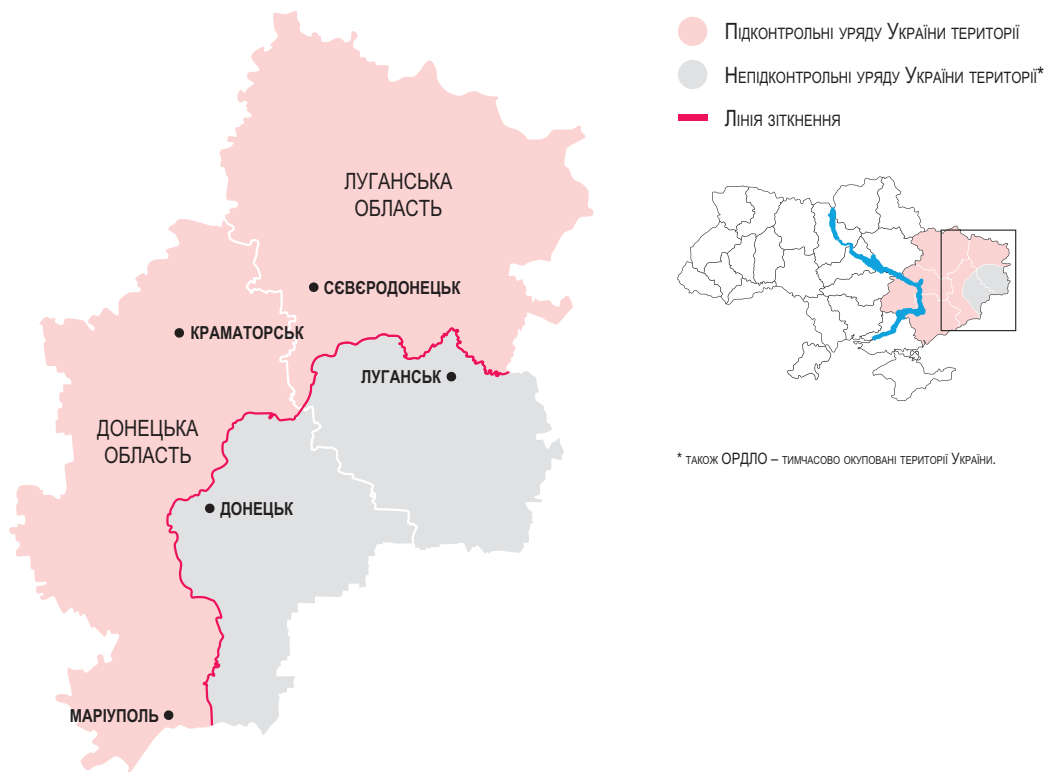 Підконтрольні уряду України території
Непідконтрольні уряду України території*
Лінія зіткнення
ЛУГАНСЬКА
ОБЛАСТЬ
СЄВЄРОДОНЕЦЬК
КРАМАТОРСЬК
ЛУГАНСЬК
ДОНЕЦЬКА
ОБЛАСТЬ
ДОНЕЦЬК
МАРІУПОЛЬ
* також ОРДЛО – тимчасово окуповані території України.